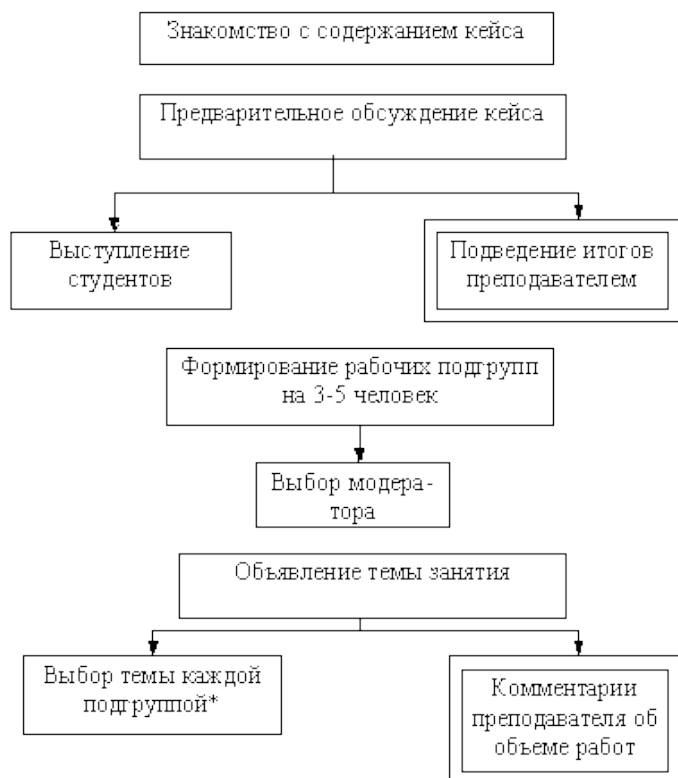 Знакомство с содержанием кейса
Предварительное обсуждение кейса
Выступление
студентов
Подведение итогов
преподавателем
Формирование рабочих подгрупп
на 3-5 человек
Выбор модера-
тора
Объявление темы занятия
Выбор темы каждой
подгруппой*
Комментарии
преподавателя об
объеме работ